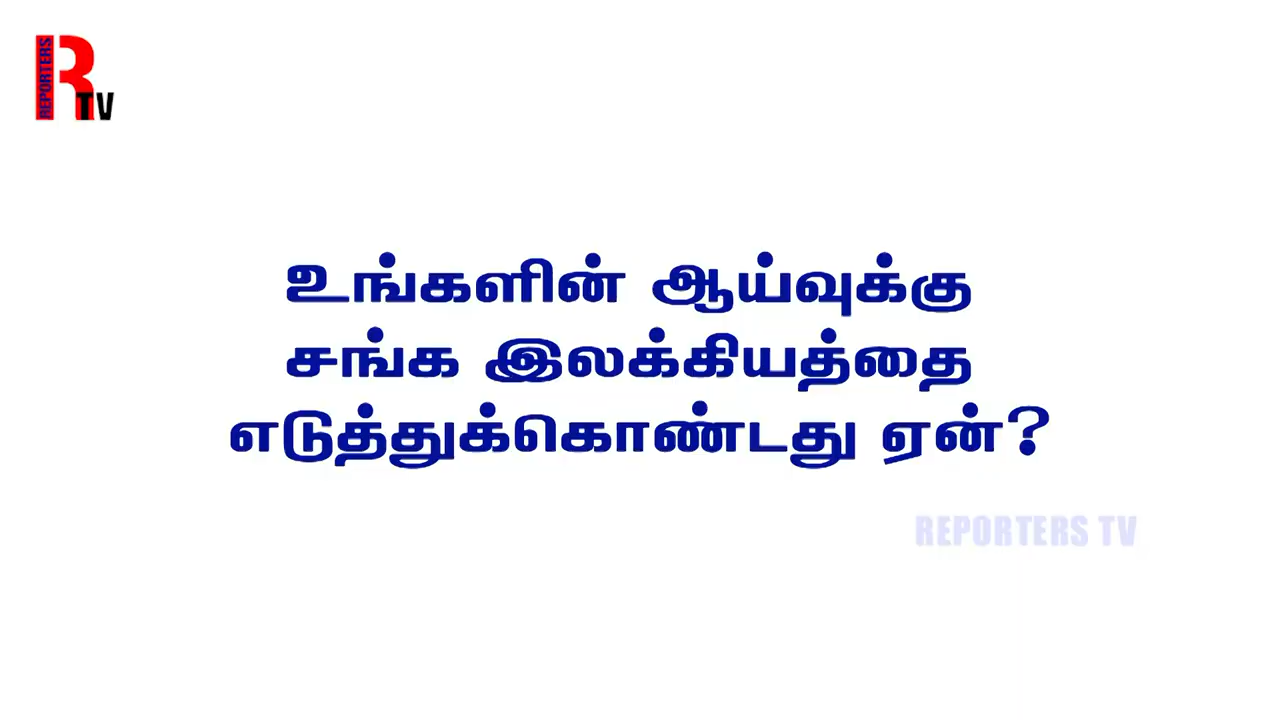 REPORTERS
R
TV
உங்களின் ஆய்வுக்கு
சங்க இலக்கியத்தை
எடுத்துக்கொண்டது ஏன்?
REPORTERS TV